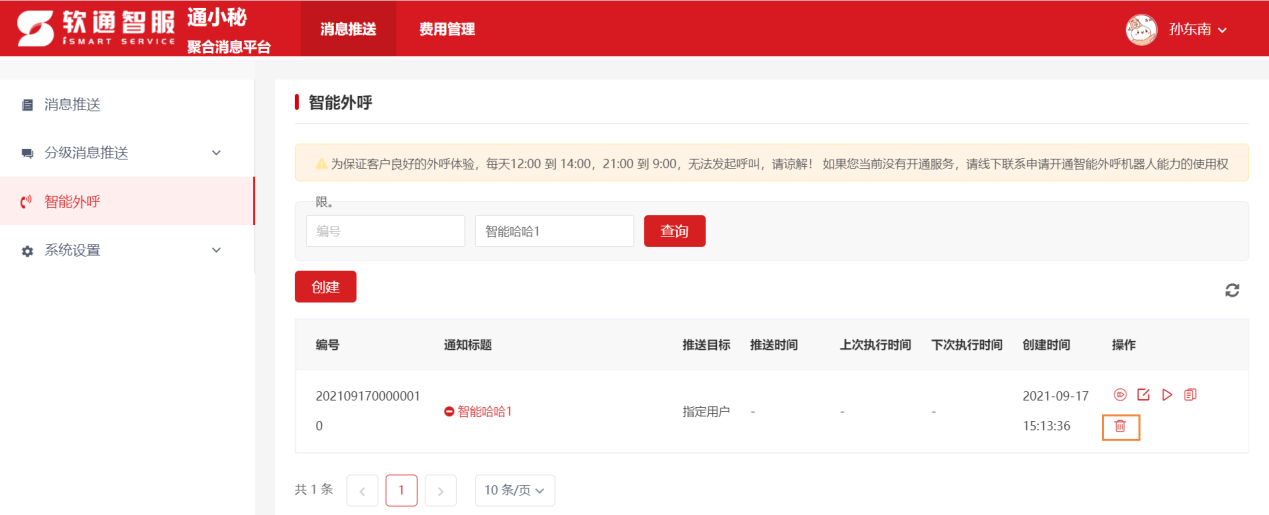 软通智服
iSMART SERVICE
通小秘
聚合消息平台
消息推送
费用管理
孙东南
消息推送
分级消息推送
智能外呼
系统设置
智能外呼
为保证客户良好的外呼体验，每天12:00 到 14:00，21:00 到 9:00，无法发起呼叫，请谅解！ 如果您当前没有开通服务，请线下联系申请开通智能外呼机器人能力的使用权
限。
编号
智能哈哈1
查询
创建
编号 通知标题 推送目标 推送时间 上次执行时间 下次执行时间 创建时间 操作
202109170000001
0
智能哈哈1
指定用户
-
-
-
2021-09-17
15:13:36
共 1 条
1
10 条/页